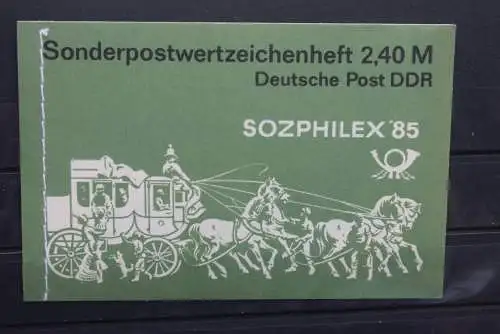 Sonderpostwertzeichenheft 2,40 M
Deutsche Post DDR
SOZPHILEX '85